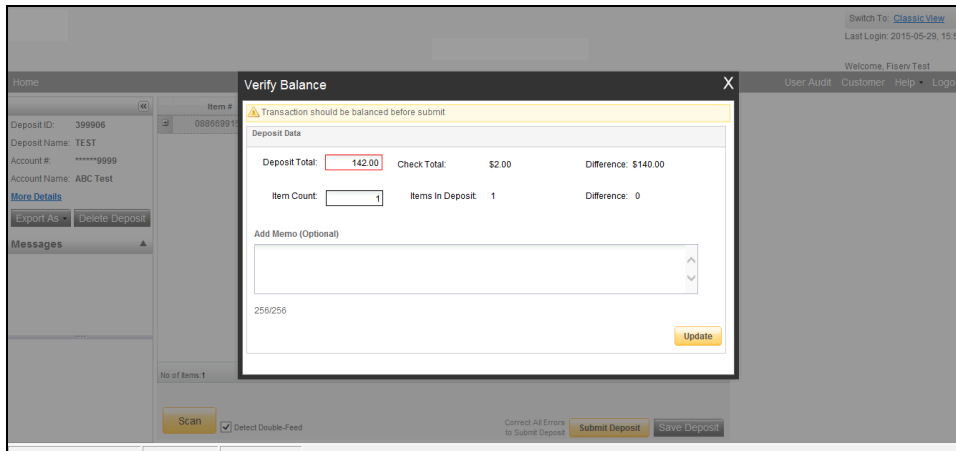 Switch To: Classic View
Last Login: 2015-05-29, 15:5
Welcome, Fiserv Test
Home
User Audit Customer Help Logo
Verify Balance X
Transaction should be balanced before submit
Deposit Data
Deposit Total: 142.00 Check Total: $2.00 Difference: $140.00
Item Count: 1 Items In Deposit: 1 Difference: 0
Add Memo (Optional)
256/256
Update
Item #
Deposit ID: 399906
Deposit Name: TEST
Account #: ******9999
Account Name: ABC Test
More Details
Export As Delete Deposit
Messages
No of Items:1
Scan
Detect Double-Feed
Correct All Errors
to Submit Deposit
Submit Deposit
Save Deposit